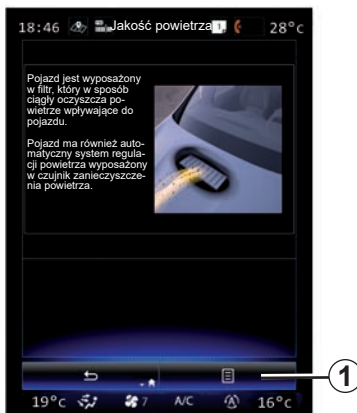 18:46 Jakość powietrza 1 28°c
Pojazd jest wyposażony
w filtr, który w sposób
ciągły oczyszcza po-
wietrze wpływające do
pojazdu.
Pojazd ma również auto-
matyczny system regula-
cji powietrza wyposażony
w czujnik zanieczyszcze-
nia powietrza.
1
19°c 7 A/C 16°c